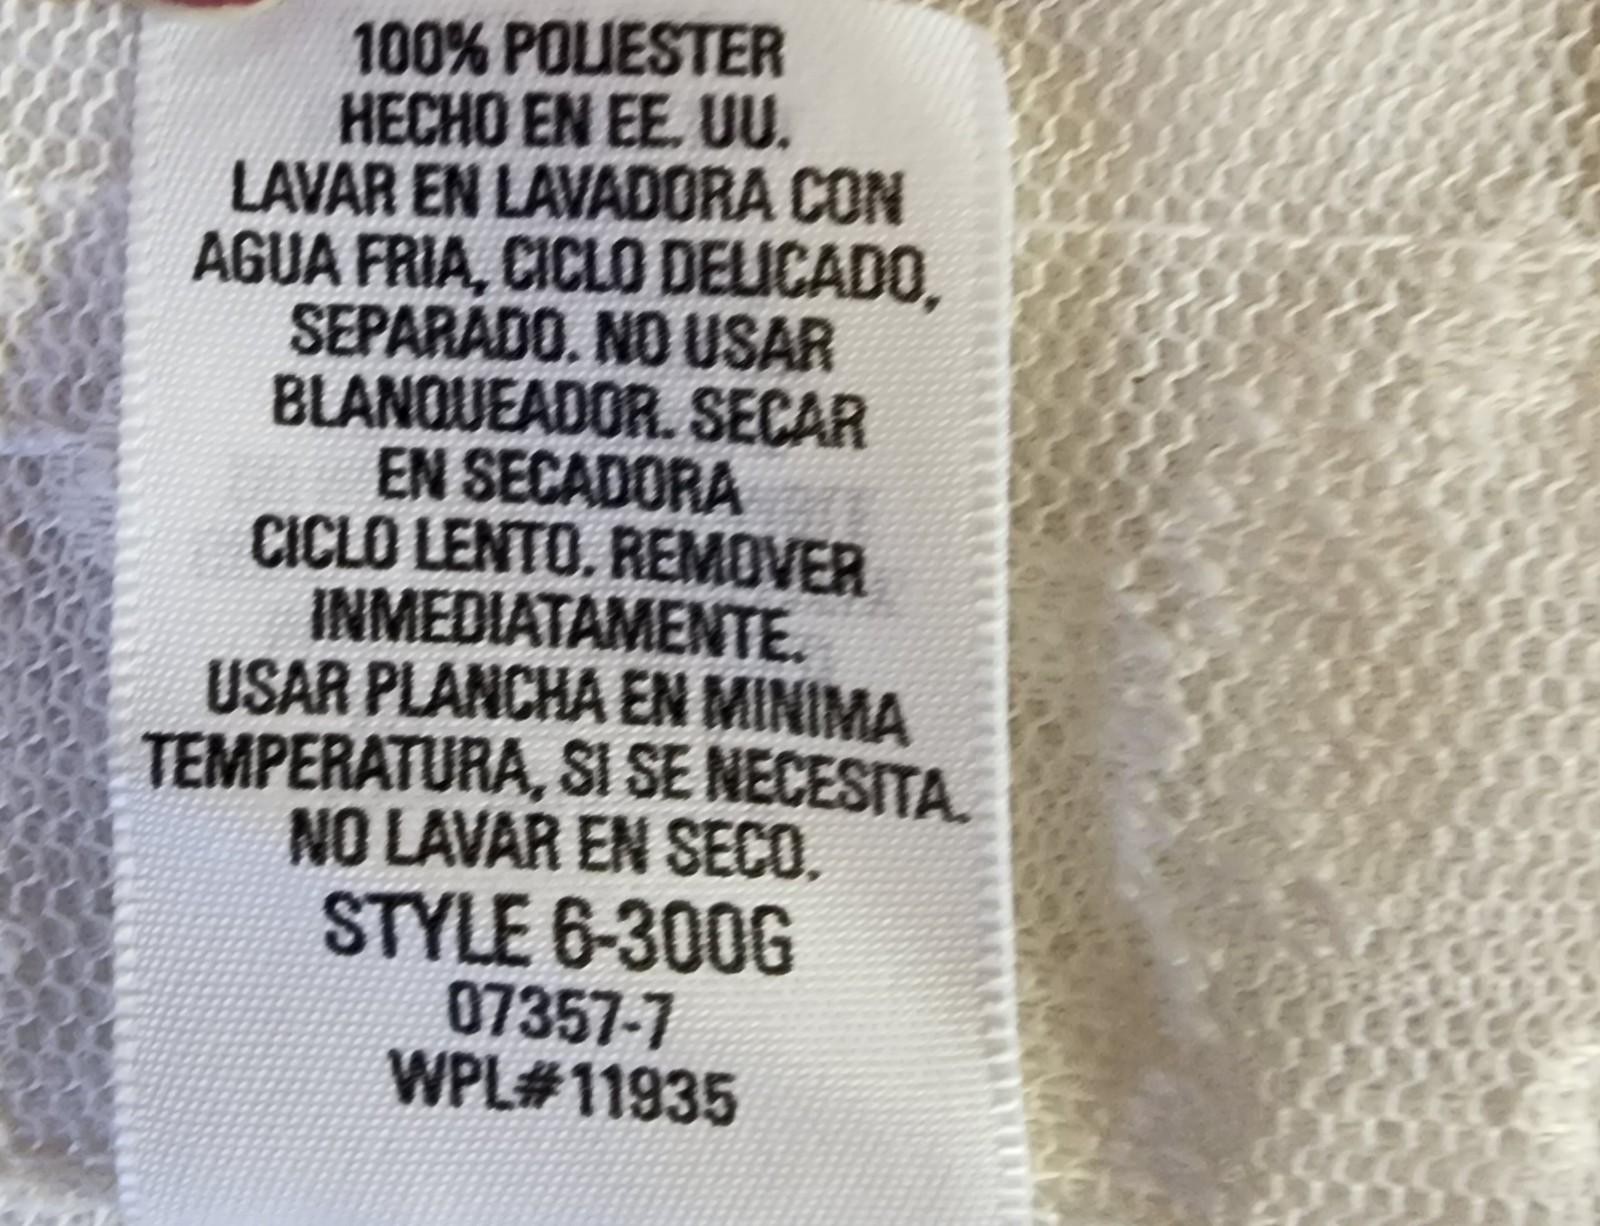 100% POLIESTER
HECHO EN EE. UU.
LAVAR EN LAVADORA CON
AGUA FRIA, CICLO DELICADO,
SEPARADO. NO USAR
BLANQUEADOR. SECAR
EN SECADORA
CICLO LENTO. REMOVER
INMEDIATAMENTE.
USAR PLANCHA EN MINIMA
TEMPERATURA, SI SE NECESITA.
NO LAVAR EN SECO.
STYLE 6-300G
07357-7
WPL#11935